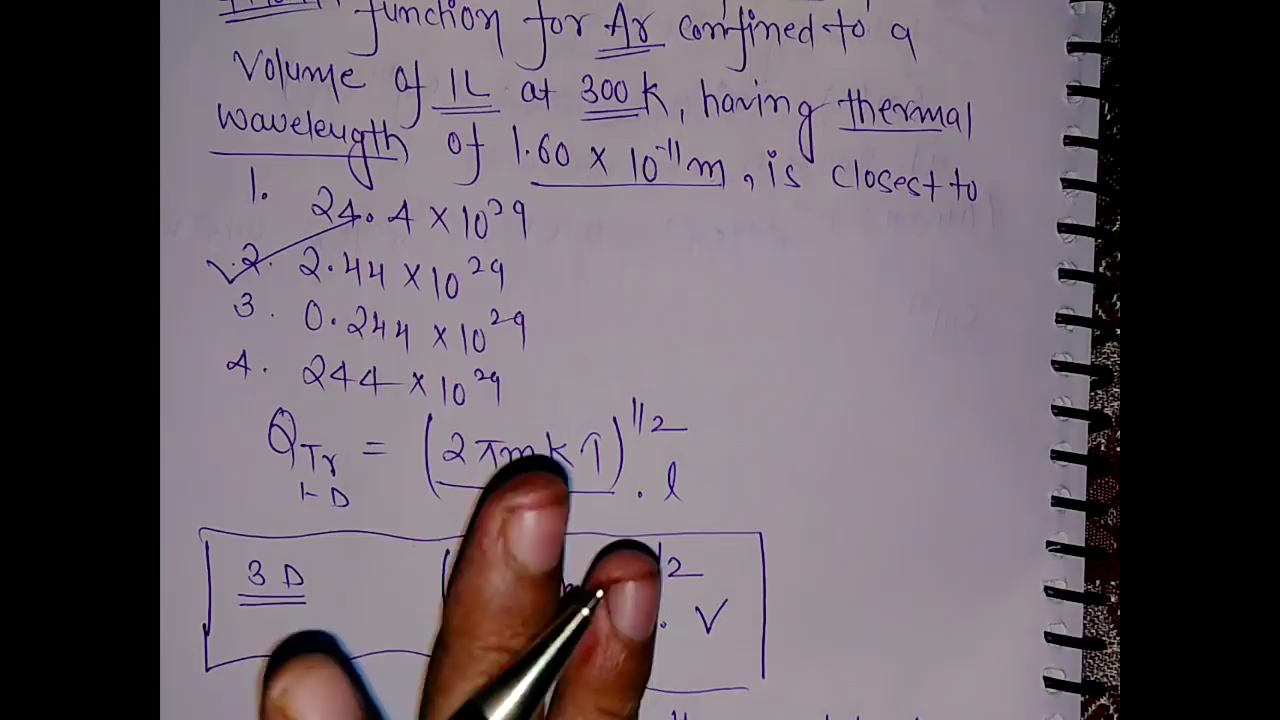 function for Ar confined to a
volume of 1L at 300 K, having thermal
wavelength of 1.60 × 10⁻¹¹m, is closest to
1. 24.4 × 10²⁹
2. 2.44 × 10²⁹
3. 0.244 × 10²⁹
4. 244 × 10²⁹
Q_Tr = (2πmkT)^1/2 . l
1-D
3 D
/2 . V